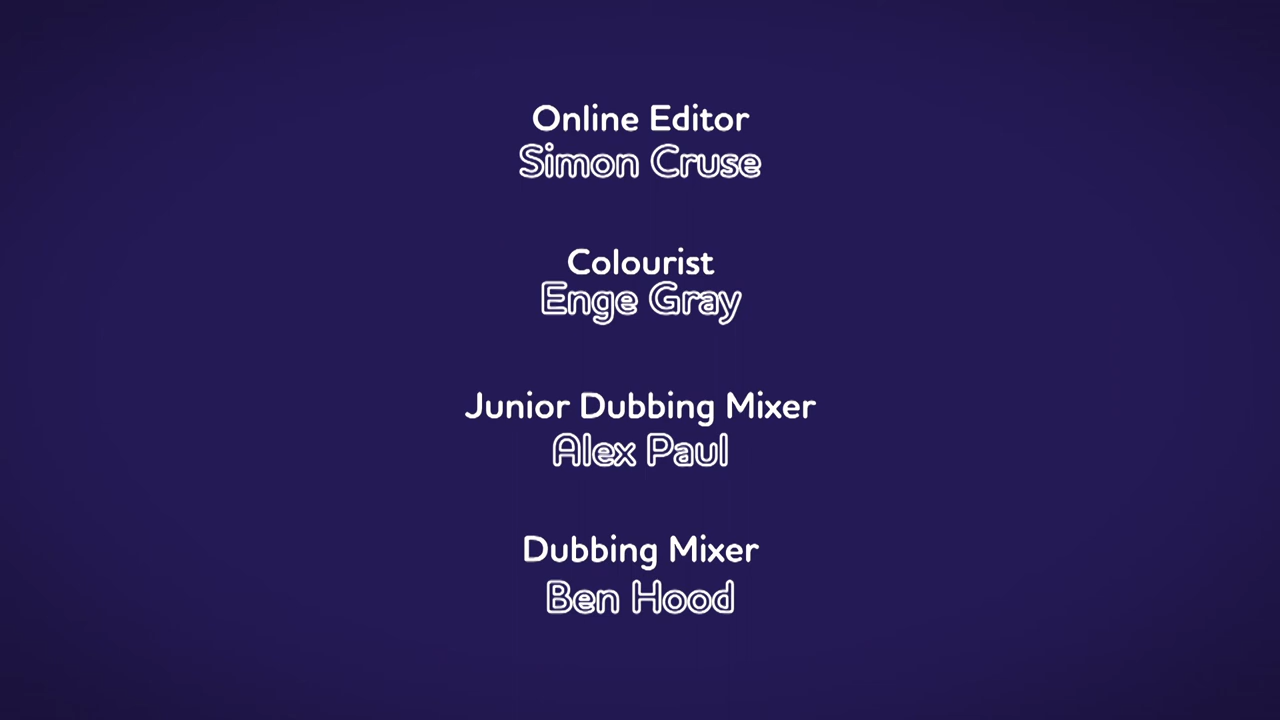 Online Editor
Simon Cruse
Colourist
Enge Gray
Junior Dubbing Mixer
Alex Paul
Dubbing Mixer
Ben Hood